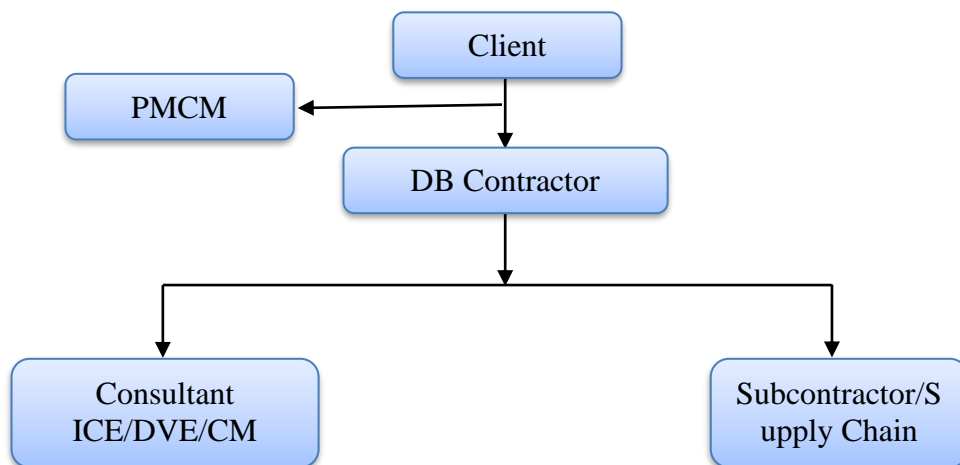 Client
PMCM
DB Contractor
Consultant
ICE/DVE/CM
Subcontractor/S
upply Chain